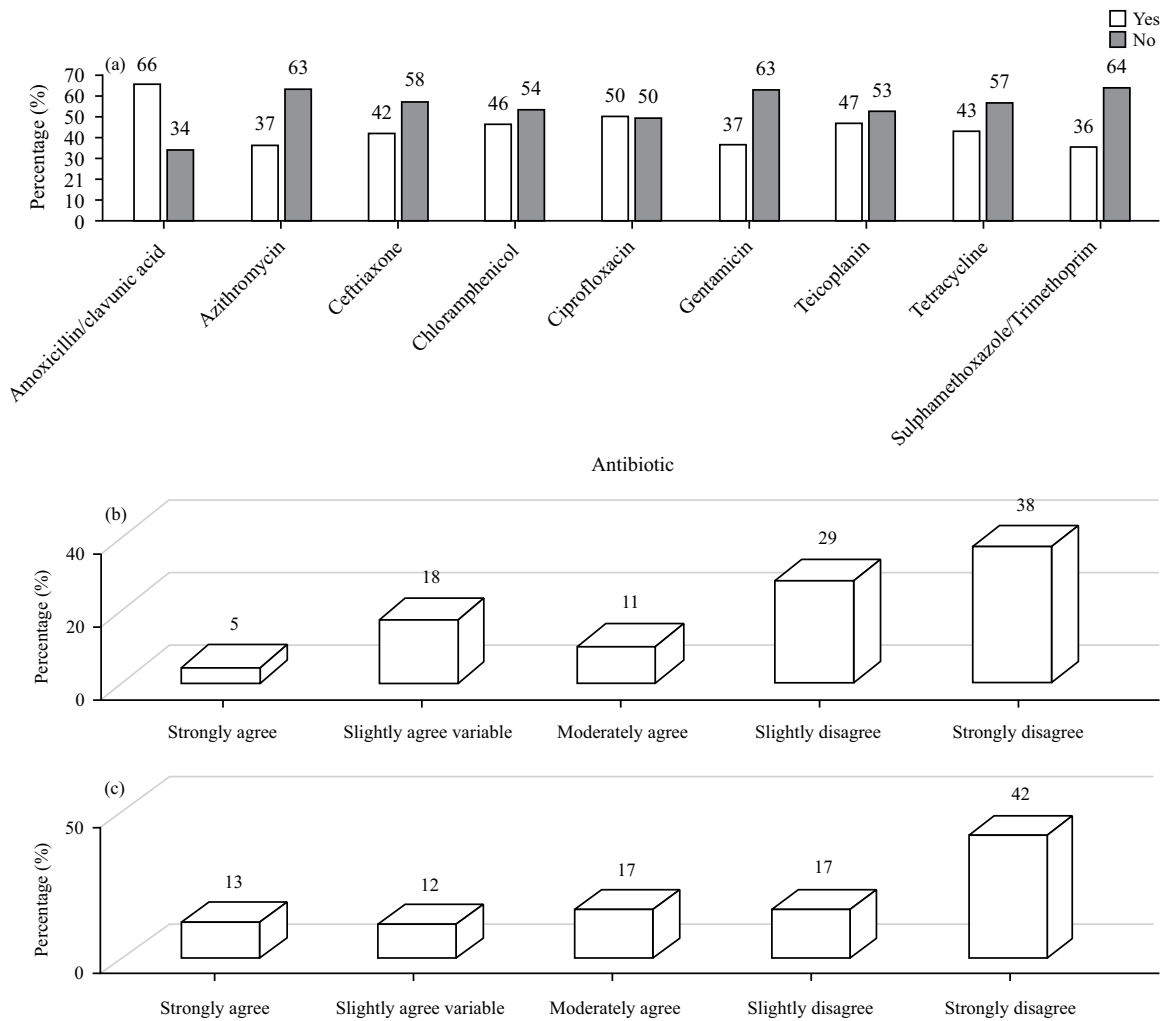 Yes
No
(a)
Percentage (%)
70
60
50
40
30
21
10
0
66
34
37
63
42
58
46
54
50
50
37
63
47
53
43
57
36
64
Amoxicillin/clavunic acid
Azithromycin
Ceftriaxone
Chloramphenicol
Ciprofloxacin
Gentamicin
Teicoplanin
Tetracycline
Sulphamethoxazole/Trimethoprim
Antibiotic
(b)
Percentage (%)
40
20
0
5
18
11
29
38
Strongly agree
Slightly agree variable
Moderately agree
Slightly disagree
Strongly disagree
(c)
Percentage (%)
50
0
13
12
17
17
42
Strongly agree
Slightly agree variable
Moderately agree
Slightly disagree
Strongly disagree